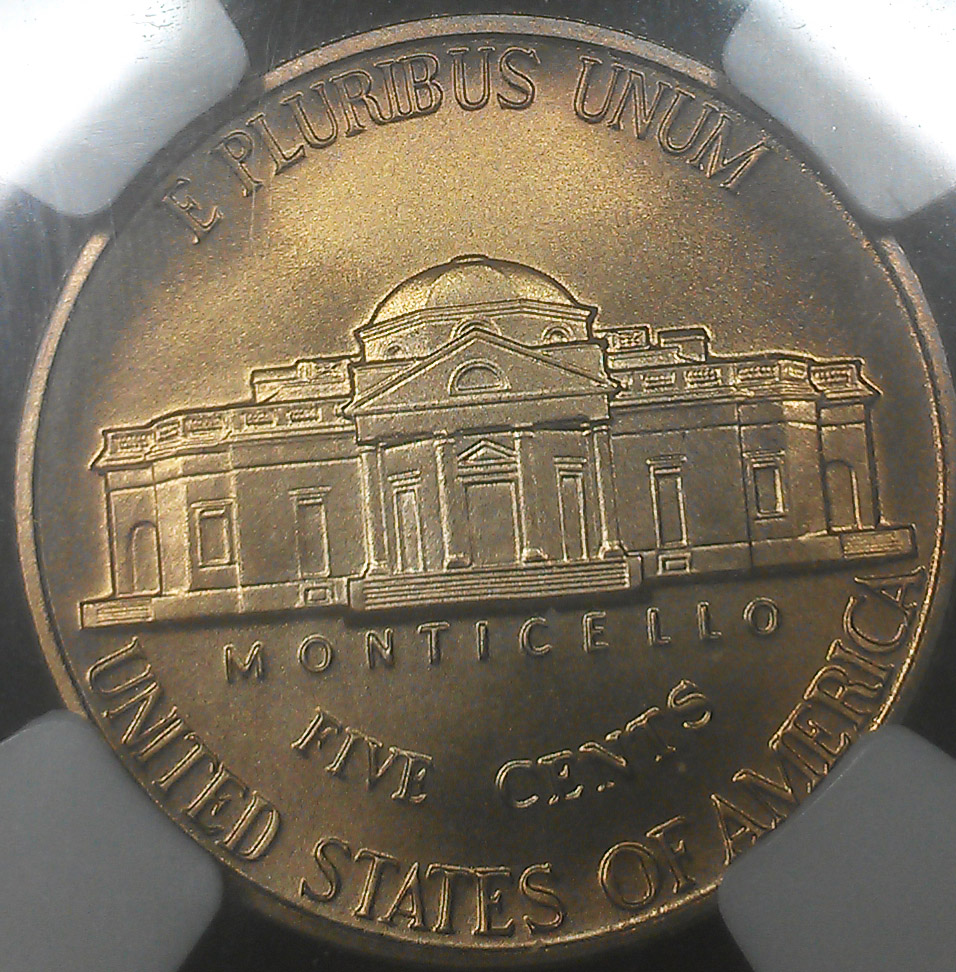 E PLURIBUS UNUM
MONTICELLO
FIVE CENTS
UNITED STATES OF AMERICA